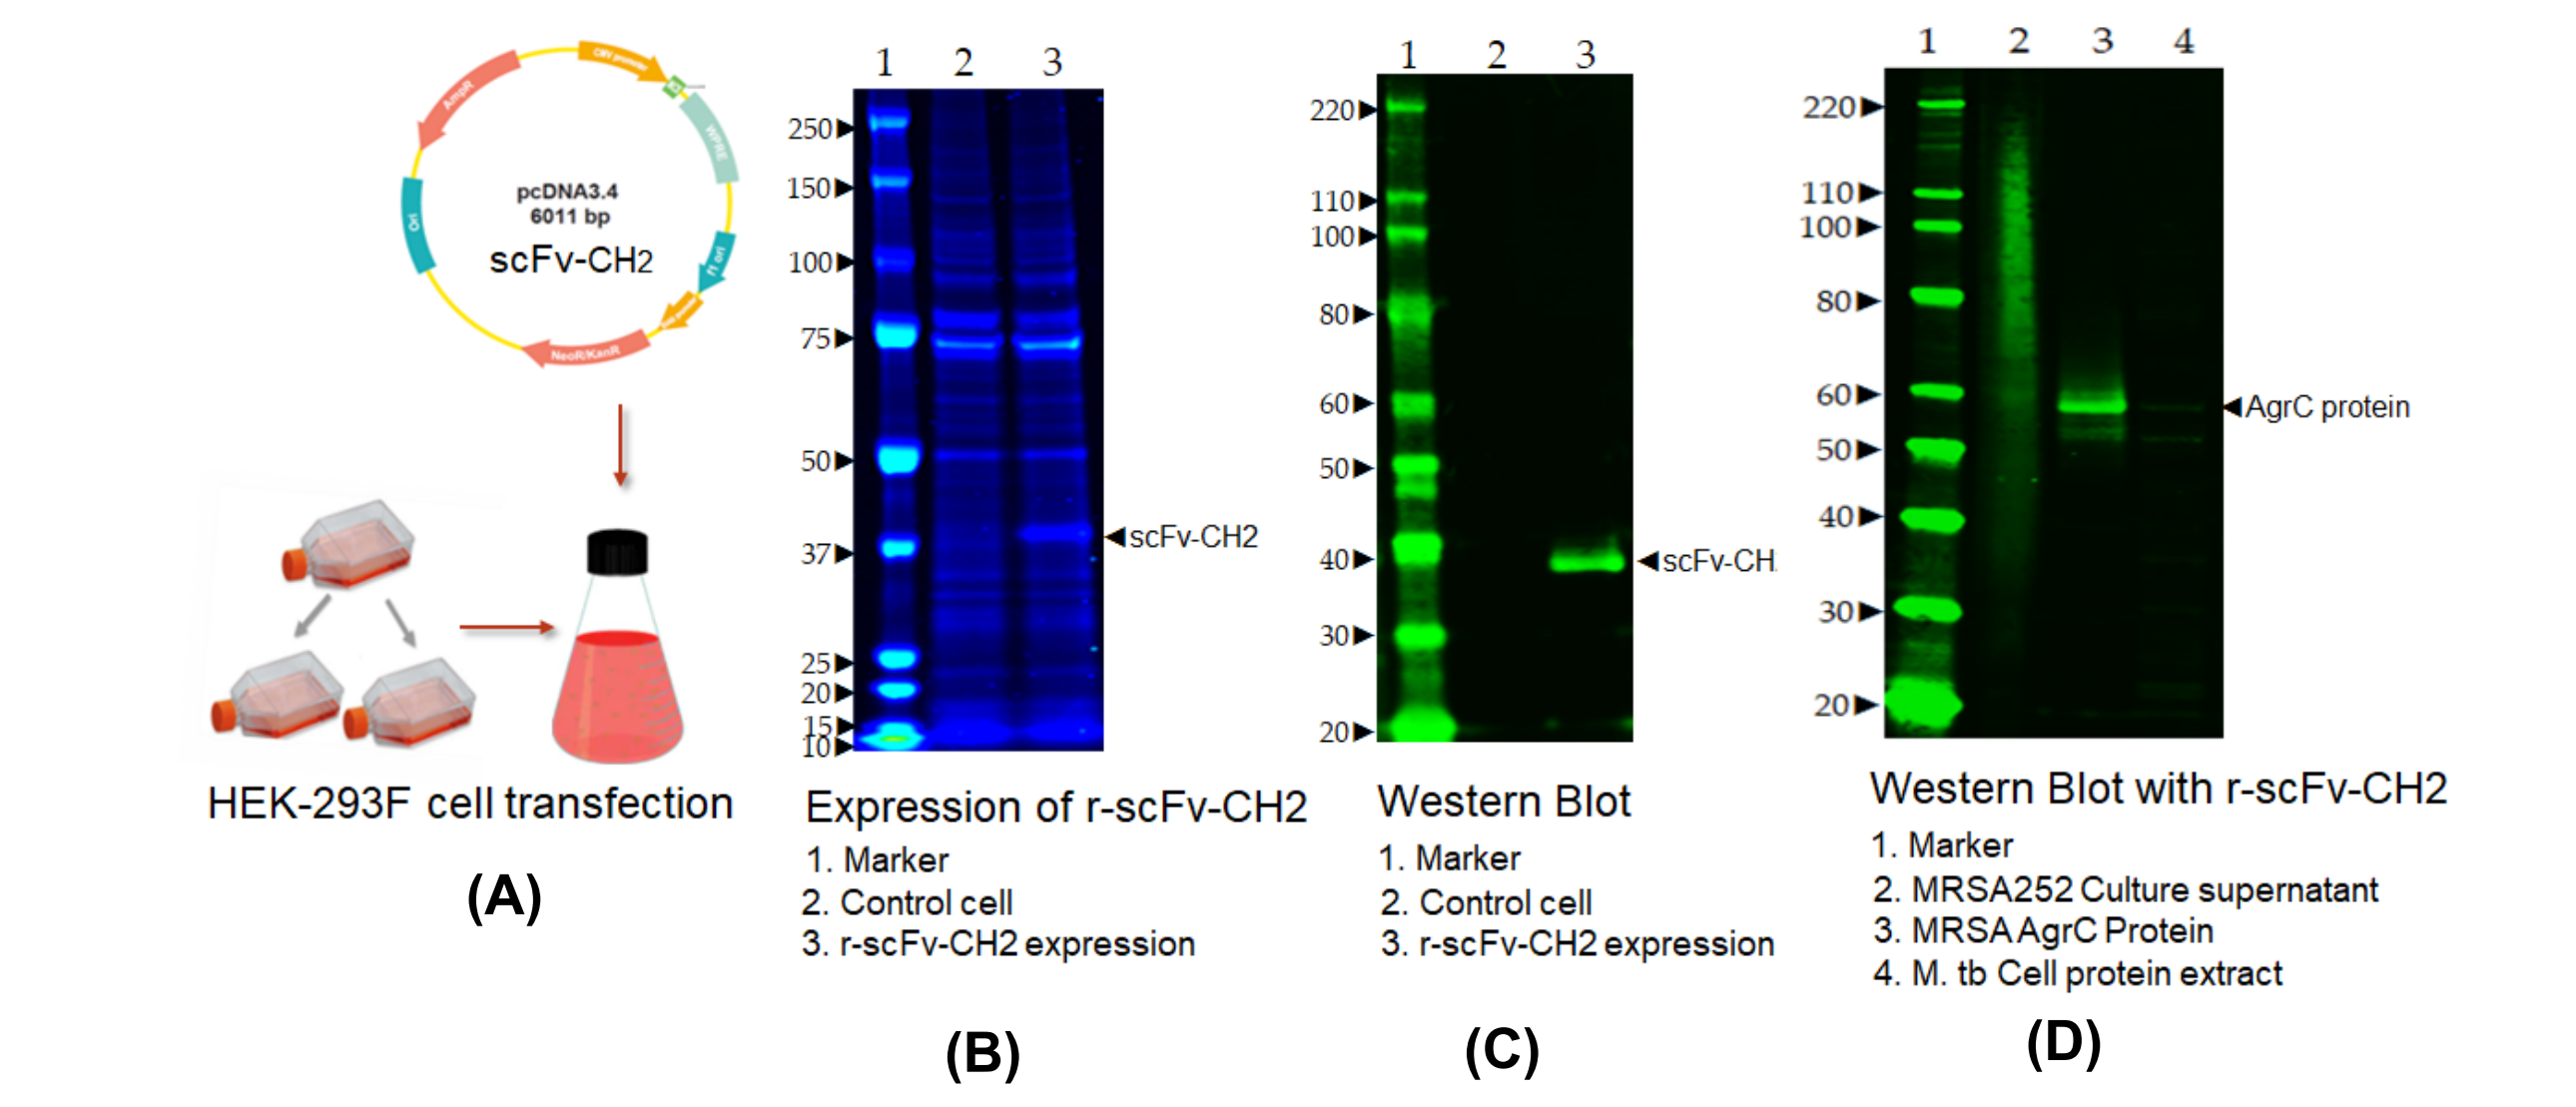 CMV promoter
AmpR
WPRE
pcDNA3.4
6011 bp
scFv-CH2
ori
f1 ori
NeoR/KanR
HEK-293F cell transfection
(A)
1 2 3
250
150
100
75
50
37
25
20
15
10
scFv-CH2
Expression of r-scFv-CH2
1. Marker
2. Control cell
3. r-scFv-CH2 expression
(B)
1 2 3
220
110
100
80
60
50
40
30
20
scFv-CH
Western Blot
1. Marker
2. Control cell
3. r-scFv-CH2 expression
(C)
1 2 3 4
220
110
100
80
60
50
40
30
20
AgrC protein
Western Blot with r-scFv-CH2
1. Marker
2. MRSA252 Culture supernatant
3. MRSA AgrC Protein
4. M. tb Cell protein extract
(D)